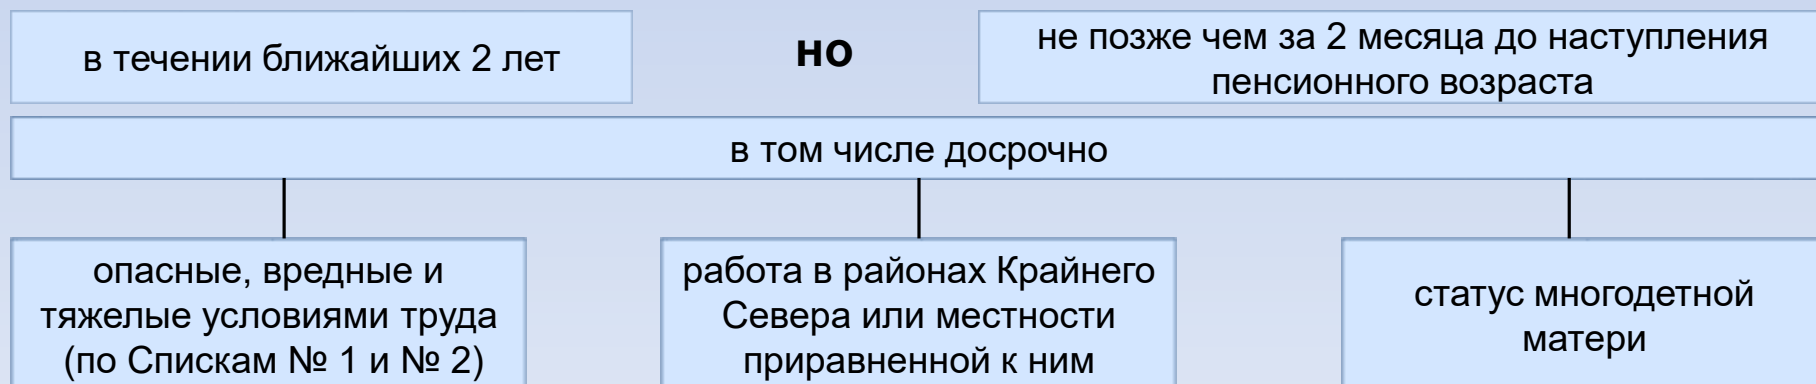 в течении ближайших 2 лет
но
не позже чем за 2 месяца до наступления
пенсионного возраста
в том числе досрочно
опасные, вредные и
тяжелые условиями труда
(по Спискам № 1 и № 2)
работа в районах Крайнего
Севера или местности
приравненной к ним
статус многодетной
матери